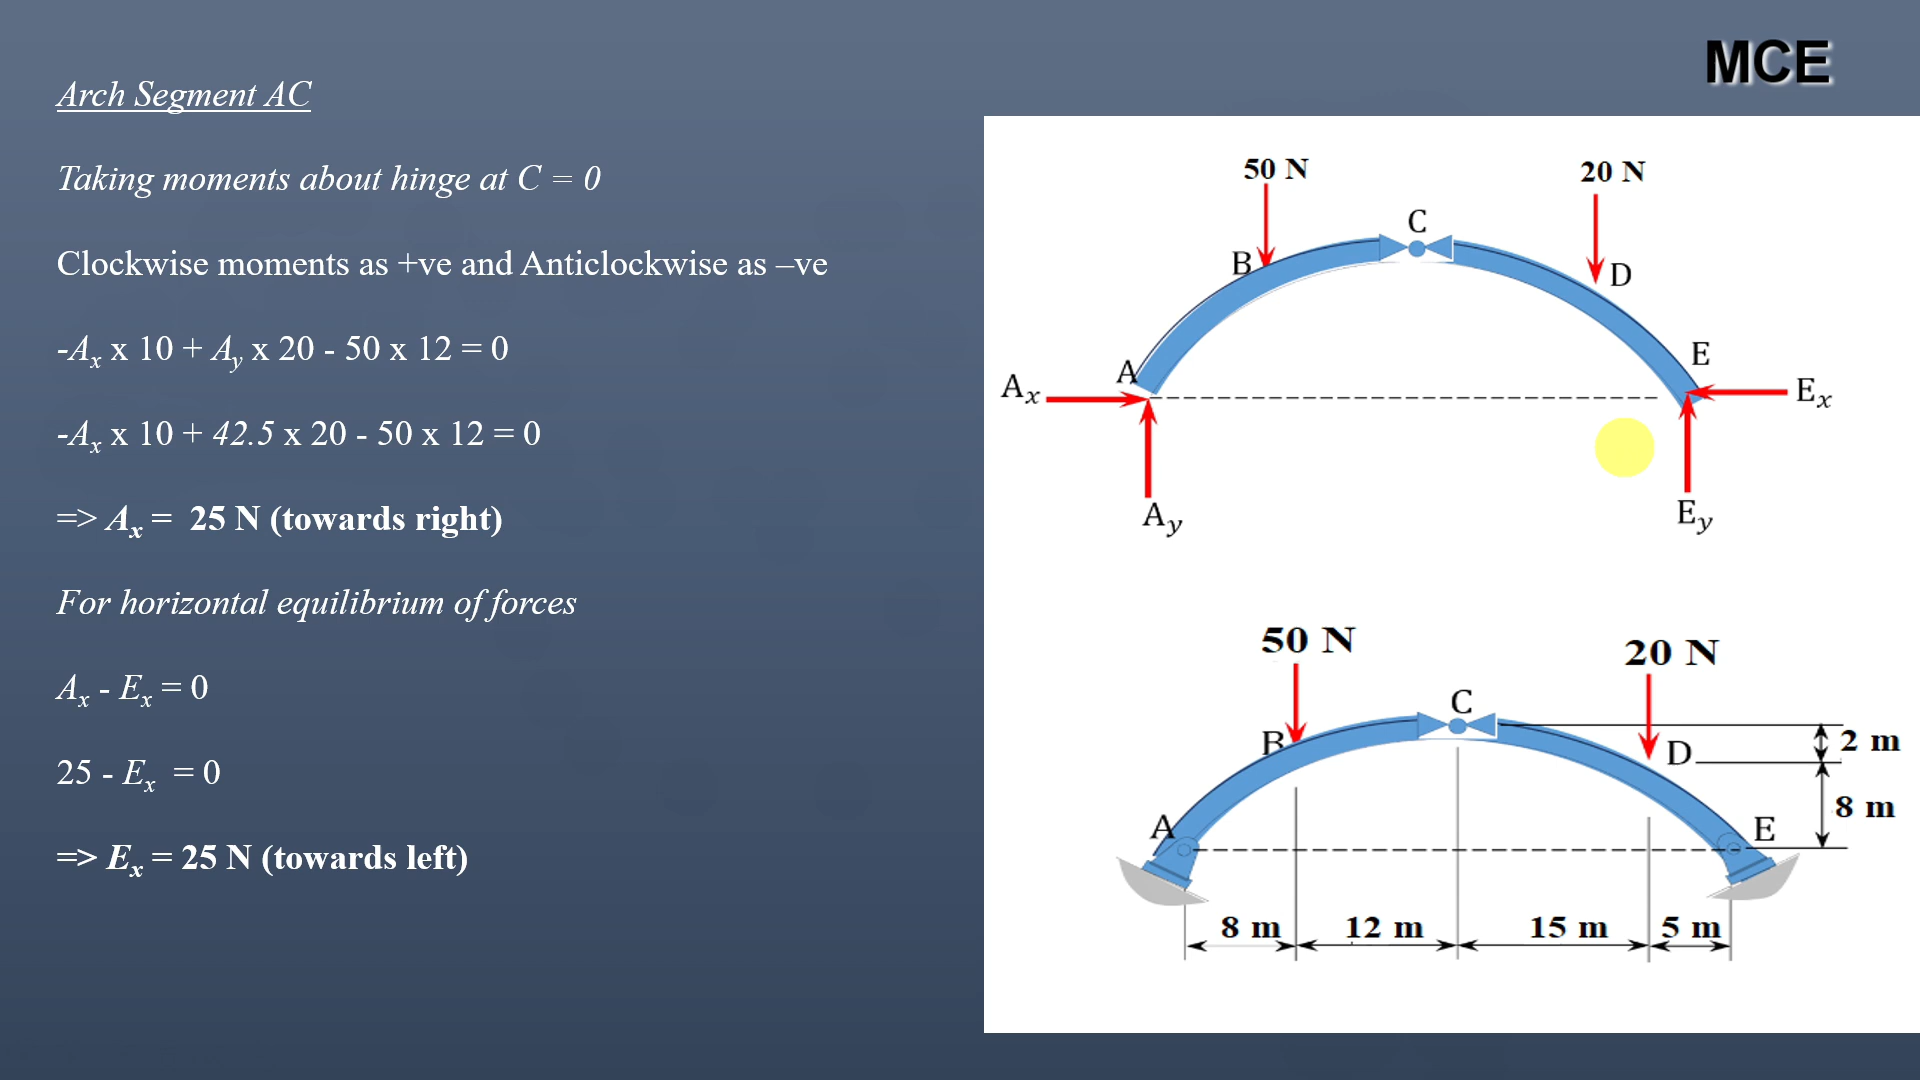 MCE
Arch Segment AC
Taking moments about hinge at C = 0
Clockwise moments as +ve and Anticlockwise as –ve
-Ax x 10 + Ay x 20 - 50 x 12 = 0
-Ax x 10 + 42.5 x 20 - 50 x 12 = 0
=> Ax = 25 N (towards right)
For horizontal equilibrium of forces
Ax - Ex = 0
25 - Ex = 0
=> Ex = 25 N (towards left)
50 N
20 N
C
B
D
E
A
Ax
Ex
Ay
Ey
50 N
20 N
C
B
D
2 m
8 m
A
E
8 m
12 m
15 m
5 m